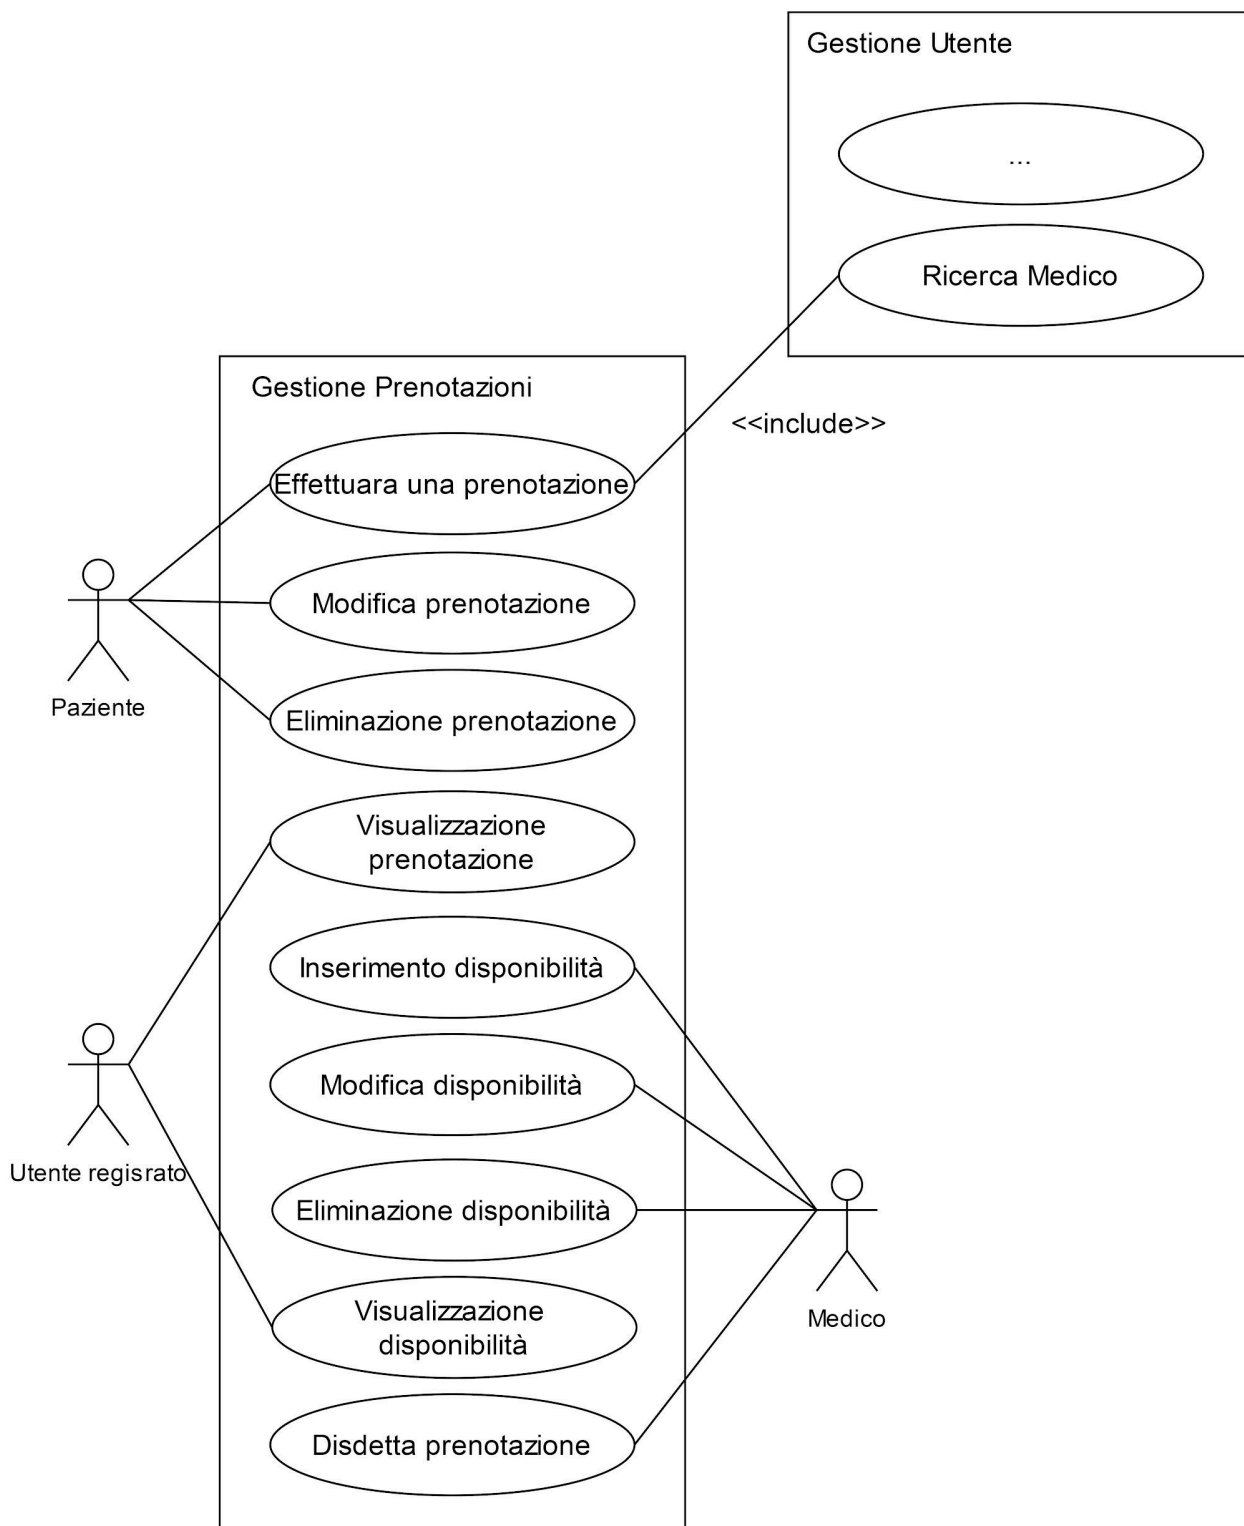 Gestione Utente
...
Ricerca Medico
Gestione Prenotazioni
<<include>>
Effettuara una prenotazione
Modifica prenotazione
Paziente
Eliminazione prenotazione
Visualizzazione
prenotazione
Inserimento disponibilità
Modifica disponibilità
Utente regisrato
Eliminazione disponibilità
Visualizzazione
disponibilità
Medico
Disdetta prenotazione